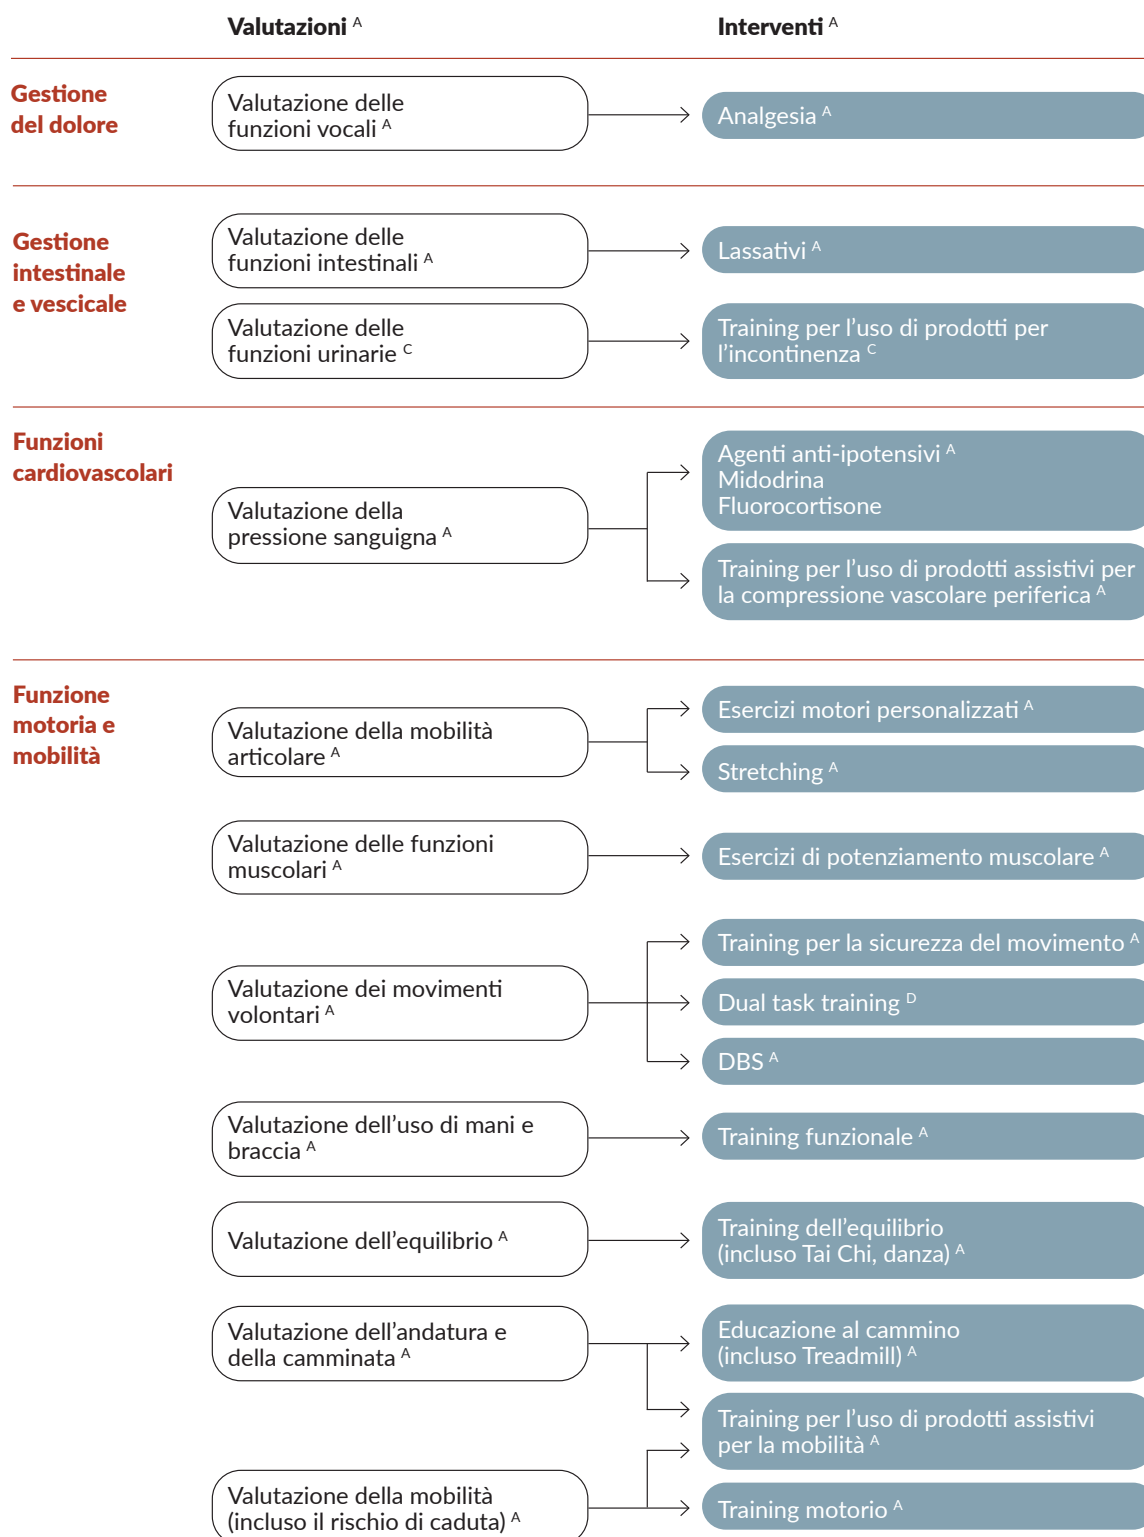 Valutazioni A
Interventi A
Gestione
del dolore
Valutazione delle
funzioni vocali A
Analgesia A
Gestione
intestinale
e vescicale
Valutazione delle
funzioni intestinali A
Lassativi A
Valutazione delle
funzioni urinarie C
Training per l’uso di prodotti per
l’incontinenza C
Funzioni
cardiovascolari
Valutazione della
pressione sanguigna A
Agenti anti-ipotensivi A
Midodrina
Fluorocortisone
Training per l’uso di prodotti assistivi per
la compressione vascolare periferica A
Funzione
motoria e
mobilità
Valutazione della mobilità
articolare A
Esercizi motori personalizzati A
Stretching A
Valutazione delle funzioni
muscolari A
Esercizi di potenziamento muscolare A
Valutazione dei movimenti
volontari A
Training per la sicurezza del movimento A
Dual task training D
DBS A
Valutazione dell’uso di mani e
braccia A
Training funzionale A
Valutazione dell’equilibrio A
Training dell’equilibrio
(incluso Tai Chi, danza) A
Valutazione dell’andatura e
della camminata A
Educazione al cammino
(incluso Treadmill) A
Training per l’uso di prodotti assistivi
per la mobilità A
Valutazione della mobilità
(incluso il rischio di caduta) A
Training motorio A